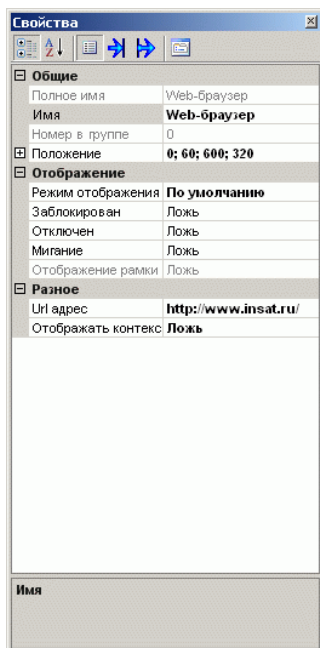 Свойства
Общие
Полное имя Web-браузер
Имя Web-браузер
Номер в группе 0
Положение 0; 60; 600; 320
Отображение
Режим отображения По умолчанию
Заблокирован Ложь
Отключен Ложь
Мигание Ложь
Отображение рамки Ложь
Разное
Url адрес http://www.insat.ru/
Отображать контекс Ложь
Имя